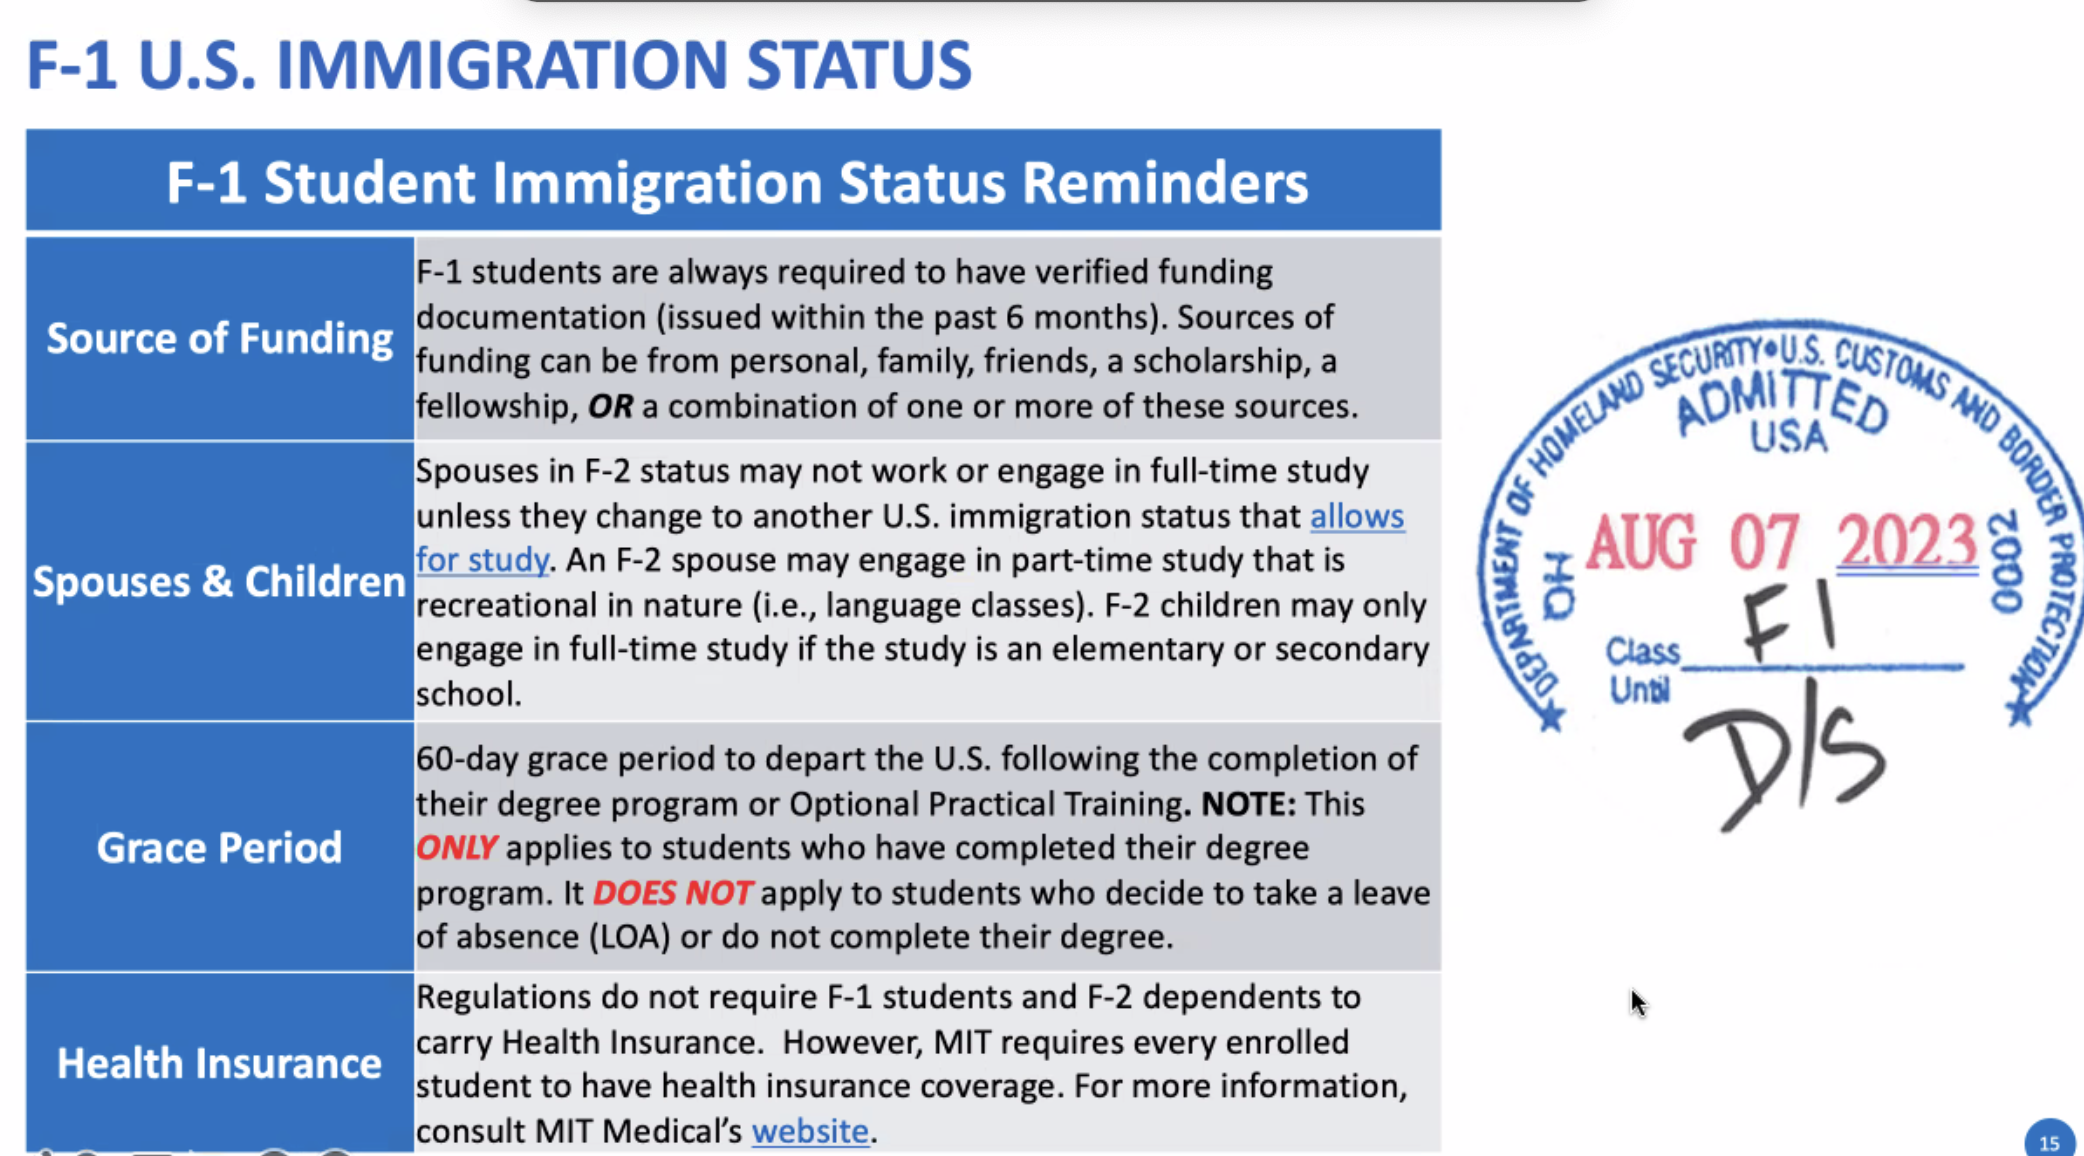 F-1 U.S. IMMIGRATION STATUS
F-1 Student Immigration Status Reminders
Source of Funding
F-1 students are always required to have verified funding
documentation (issued within the past 6 months). Sources of
funding can be from personal, family, friends, a scholarship, a
fellowship, OR a combination of one or more of these sources.
Spouses & Children
Spouses in F-2 status may not work or engage in full-time study
unless they change to another U.S. immigration status that allows
for study. An F-2 spouse may engage in part-time study that is
recreational in nature (i.e., language classes). F-2 children may only
engage in full-time study if the study is an elementary or secondary
school.
Grace Period
60-day grace period to depart the U.S. following the completion of
their degree program or Optional Practical Training. NOTE: This
ONLY applies to students who have completed their degree
program. It DOES NOT apply to students who decide to take a leave
of absence (LOA) or do not complete their degree.
Health Insurance
Regulations do not require F-1 students and F-2 dependents to
carry Health Insurance.  However, MIT requires every enrolled
student to have health insurance coverage. For more information,
consult MIT Medical's website.
DEPARTMENT OF HOMELAND SECURITY•U.S. CUSTOMS AND BORDER PROTECTION
ADMITTED
USA
AUG 07 2023
0002
Class F1
Until D/S
15